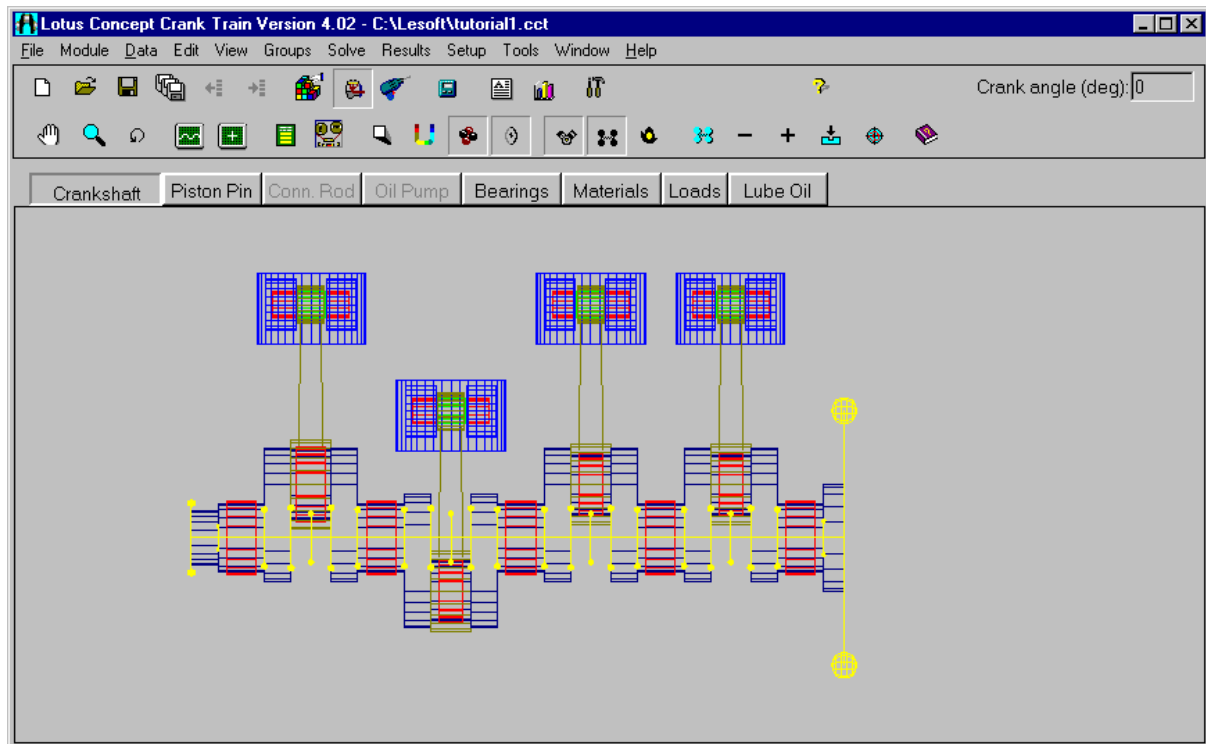 Lotus Concept Crank Train Version 4.02 - C:\Lesoft\tutorial1.cct
File Module Data Edit View Groups Solve Results Setup Tools Window Help
Crank angle (deg): 0
Crankshaft Piston Pin Conn. Rod Oil Pump Bearings Materials Loads Lube Oil